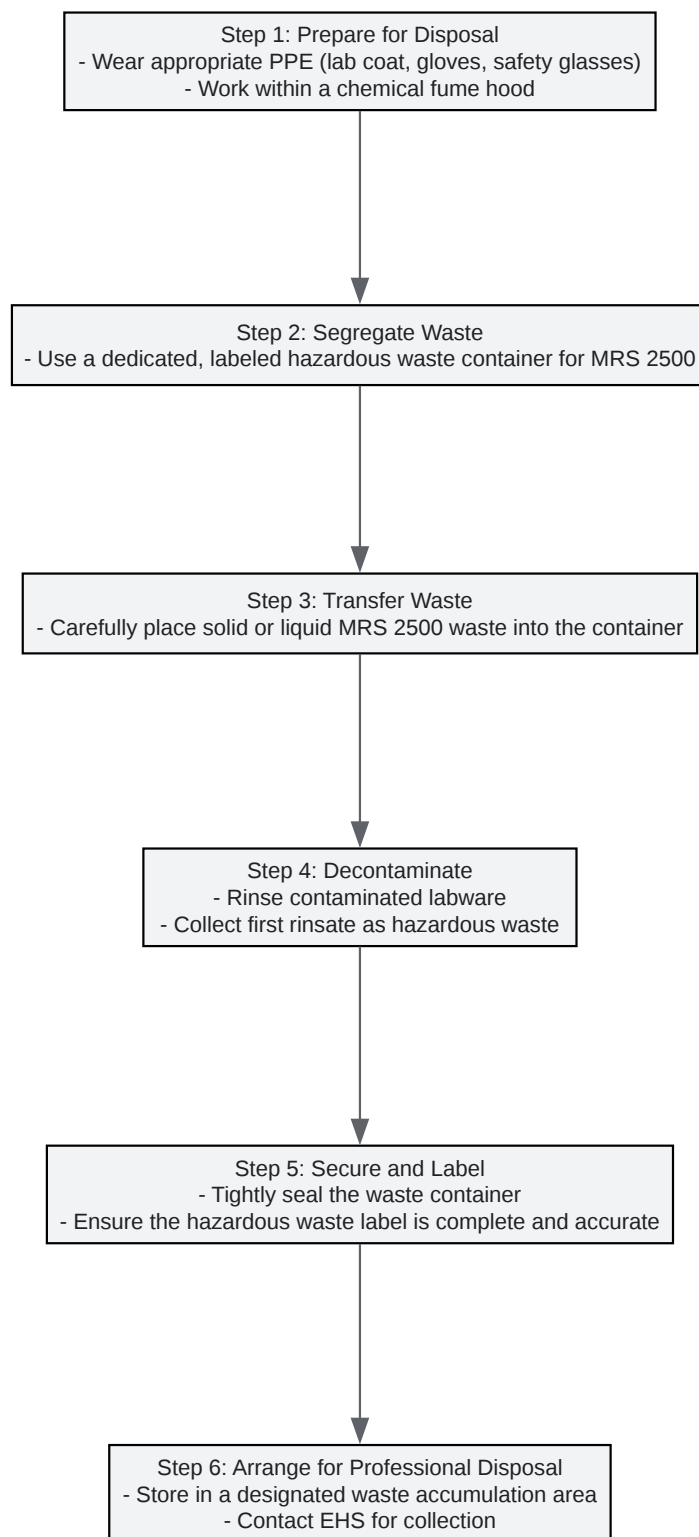 Step 1: Prepare for Disposal
- Wear appropriate PPE (lab coat, gloves, safety glasses)
- Work within a chemical fume hood
Step 2: Segregate Waste
- Use a dedicated, labeled hazardous waste container for MRS 2500
Step 3: Transfer Waste
- Carefully place solid or liquid MRS 2500 waste into the container
Step 4: Decontaminate
- Rinse contaminated labware
- Collect first rinsate as hazardous waste
Step 5: Secure and Label
- Tightly seal the waste container
- Ensure the hazardous waste label is complete and accurate
Step 6: Arrange for Professional Disposal
- Store in a designated waste accumulation area
- Contact EHS for collection